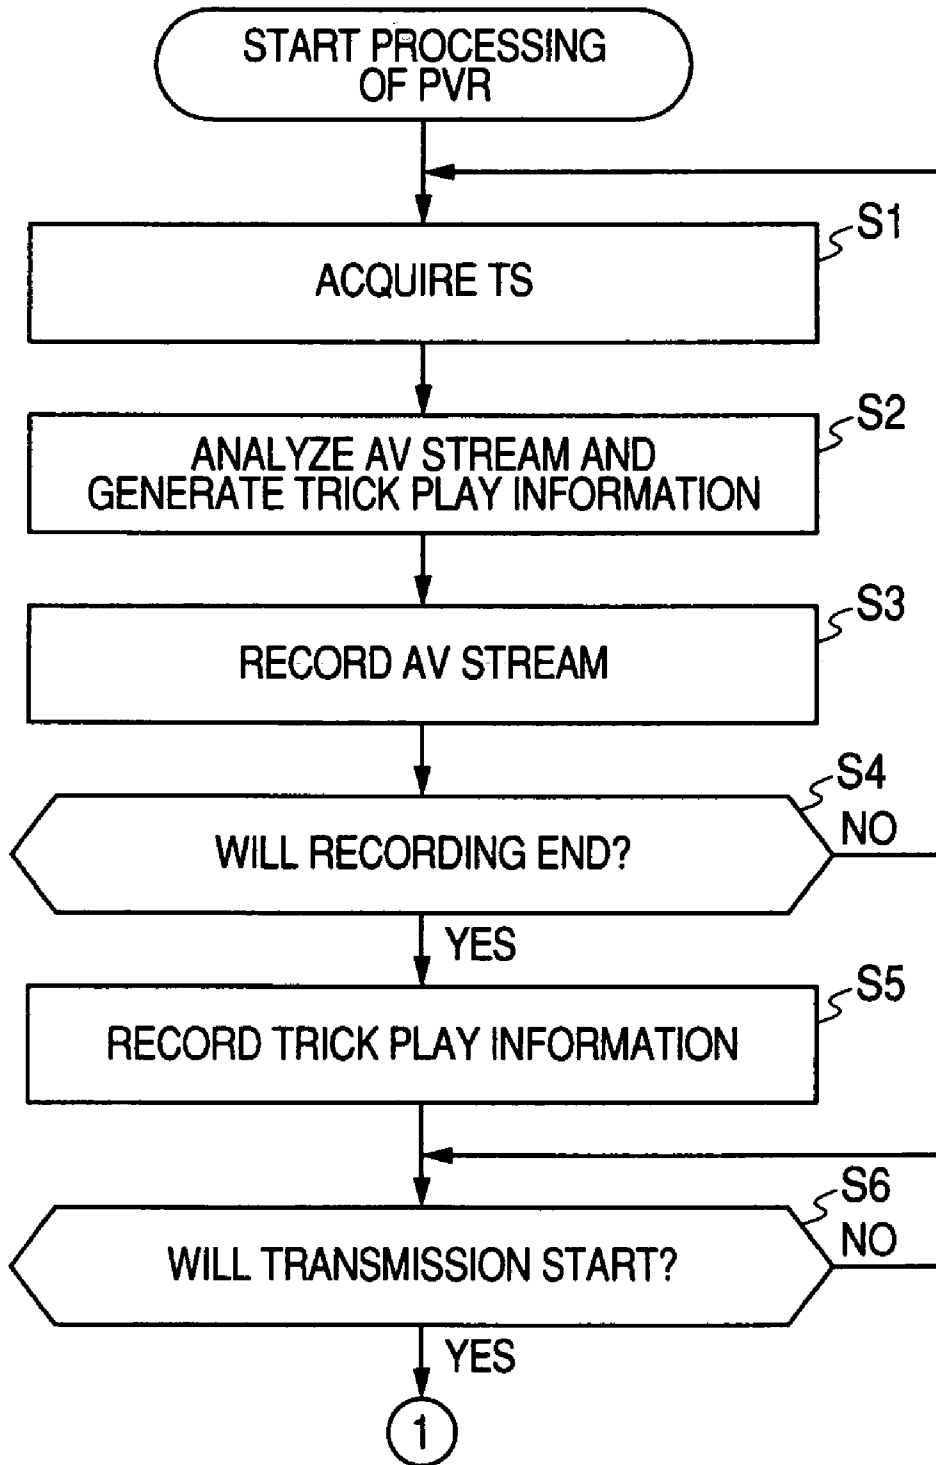 START PROCESSING
OF PVR
S1
ACQUIRE TS
S2
ANALYZE AV STREAM AND
GENERATE TRICK PLAY INFORMATION
S3
RECORD AV STREAM
S4
WILL RECORDING END?
NO
YES
S5
RECORD TRICK PLAY INFORMATION
S6
WILL TRANSMISSION START?
NO
YES
1